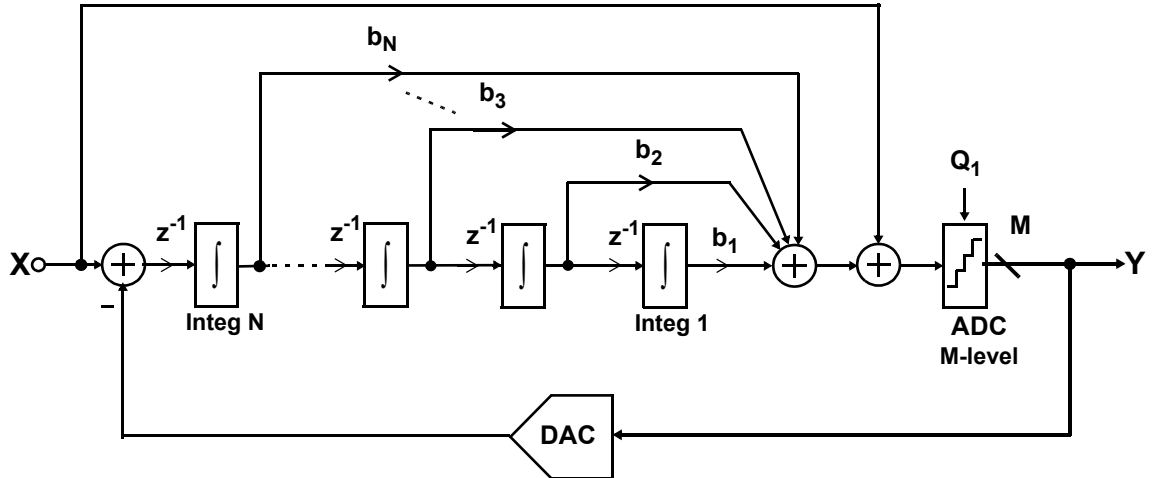 b_N
b_3
b_2
Q_1
M
z^-1
z^-1
z^-1
z^-1
b_1
X
+
∫
∫
∫
∫
+
+
Y
−
Integ N
Integ 1
ADC
M-level
DAC